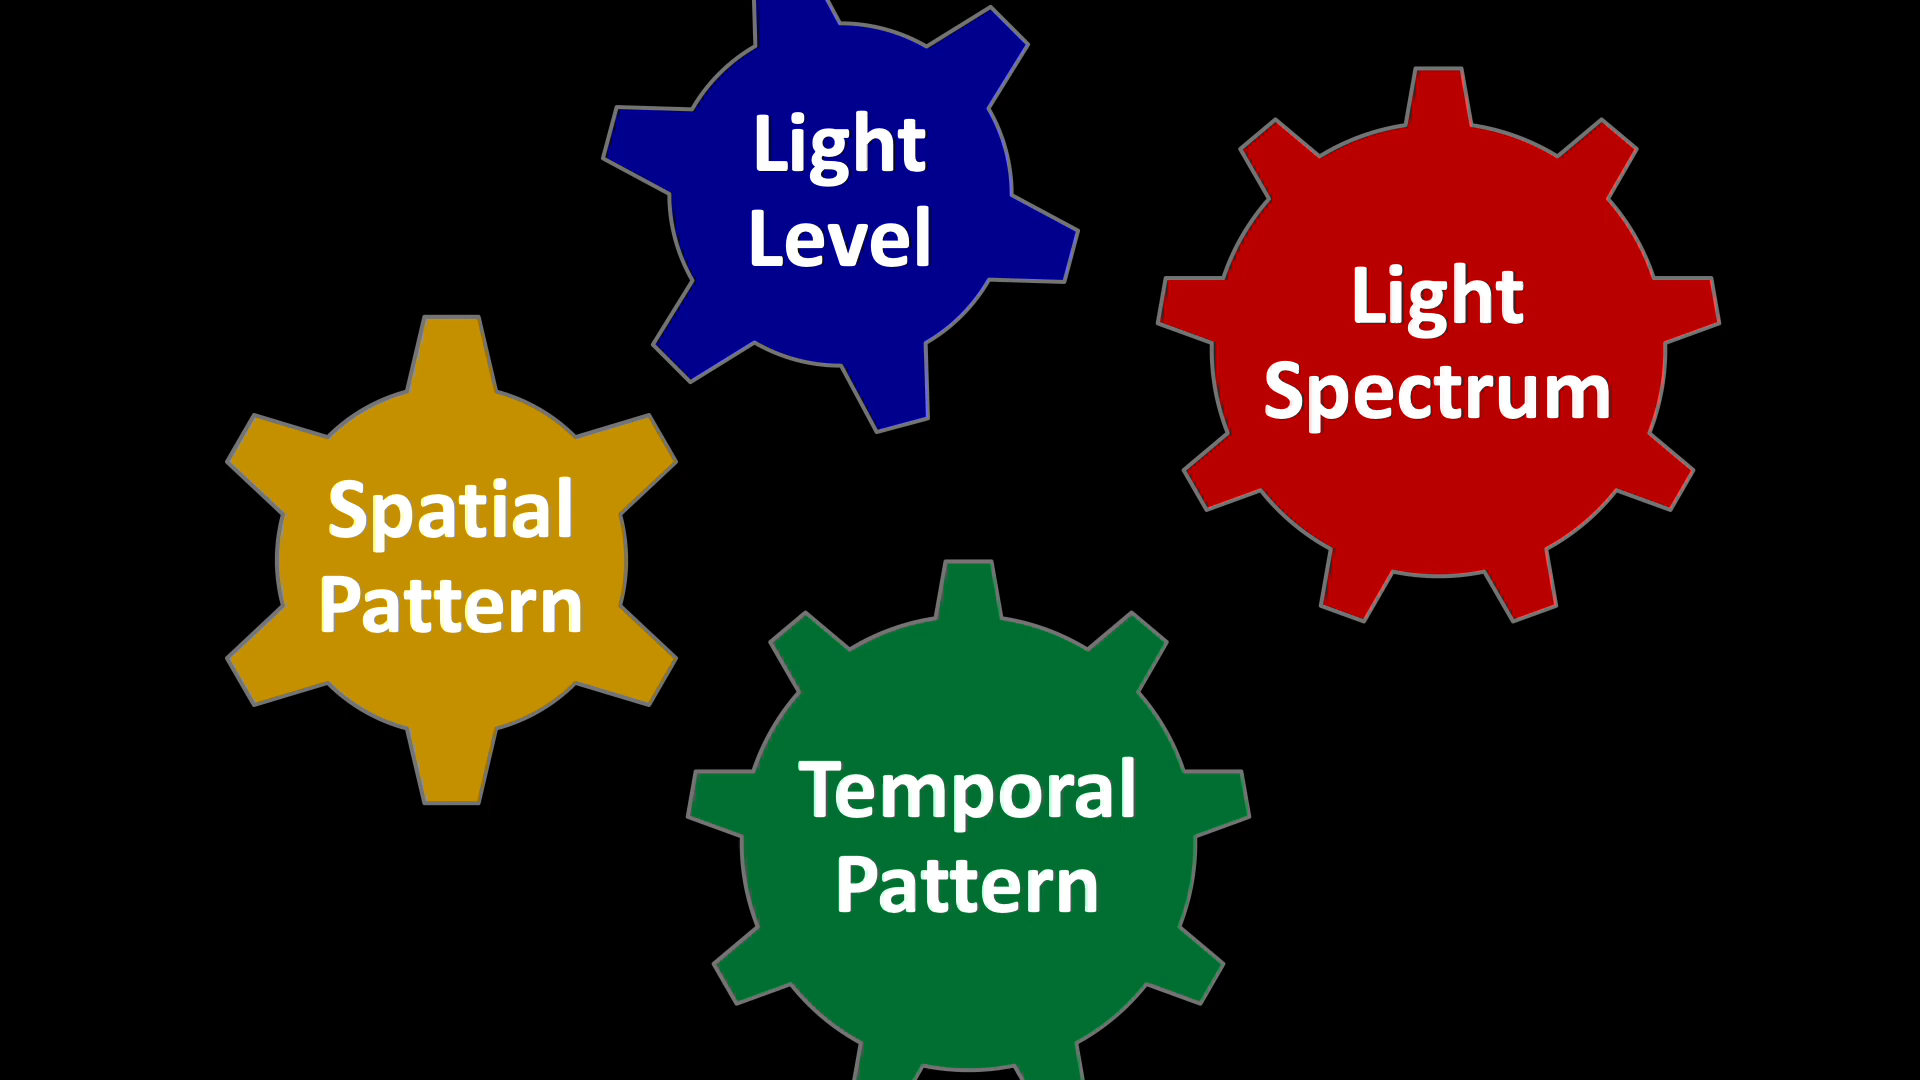 Light
Level
Light
Spectrum
Spatial
Pattern
Temporal
Pattern